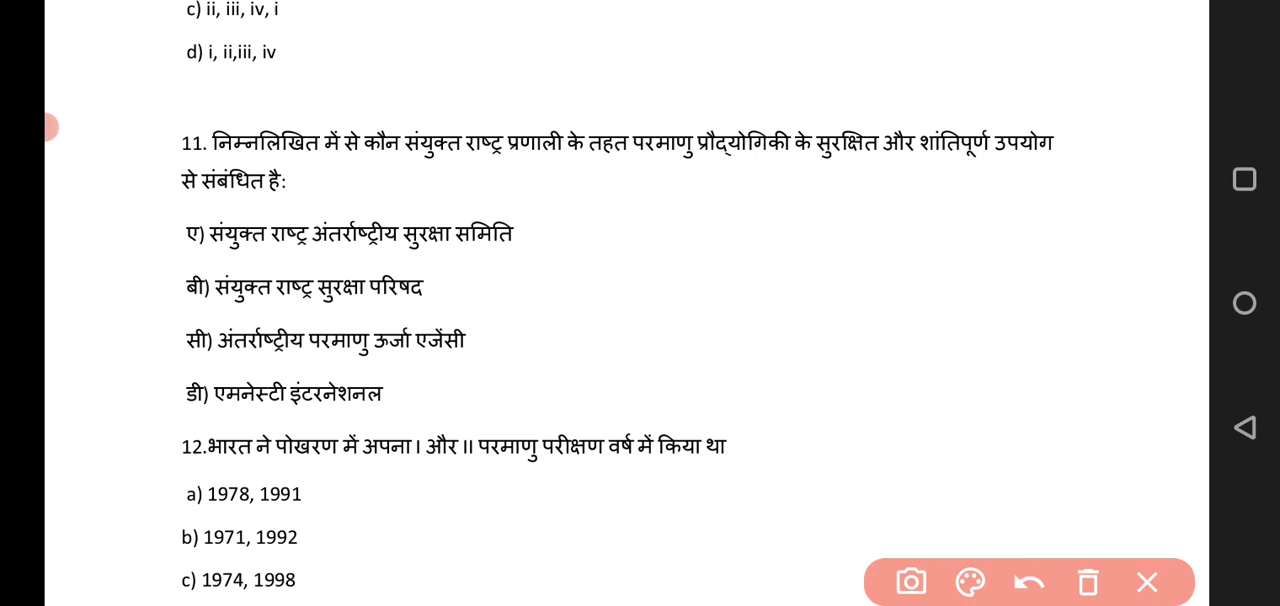 c) ii, iii, iv, i
d) i, ii,iii, iv
11. निम्नलिखित में से कौन संयुक्त राष्ट्र प्रणाली के तहत परमाणु प्रौद्योगिकी के सुरक्षित और शांतिपूर्ण उपयोग
से संबंधित है:
ए) संयुक्त राष्ट्र अंतर्राष्ट्रीय सुरक्षा समिति
बी) संयुक्त राष्ट्र सुरक्षा परिषद
सी) अंतर्राष्ट्रीय परमाणु ऊर्जा एजेंसी
डी) एमनेस्टी इंटरनेशनल
12.भारत ने पोखरण में अपना I और II परमाणु परीक्षण वर्ष में किया था
a) 1978, 1991
b) 1971, 1992
c) 1974, 1998